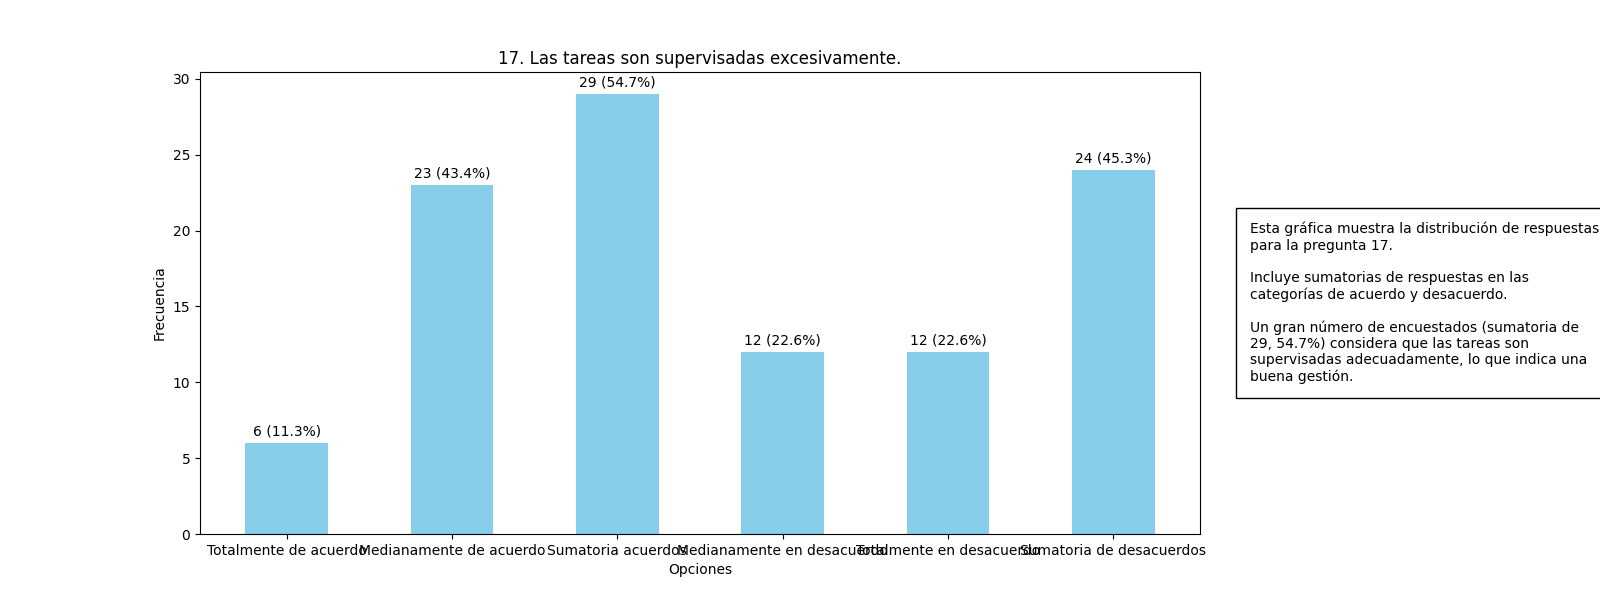 17. Las tareas son supervisadas excesivamente.
30
25
20
15
10
5
0
Frecuencia
6 (11.3%)
23 (43.4%)
29 (54.7%)
12 (22.6%)
12 (22.6%)
24 (45.3%)
Totalmente de acuerdo
Medianamente de acuerdo
Sumatoria acuerdos
Medianamente en desacuerdo
Totalmente en desacuerdo
Sumatoria de desacuerdos
Opciones
Esta gráfica muestra la distribución de respuestas
para la pregunta 17.
Incluye sumatorias de respuestas en las
categorías de acuerdo y desacuerdo.
Un gran número de encuestados (sumatoria de
29, 54.7%) considera que las tareas son
supervisadas adecuadamente, lo que indica una
buena gestión.